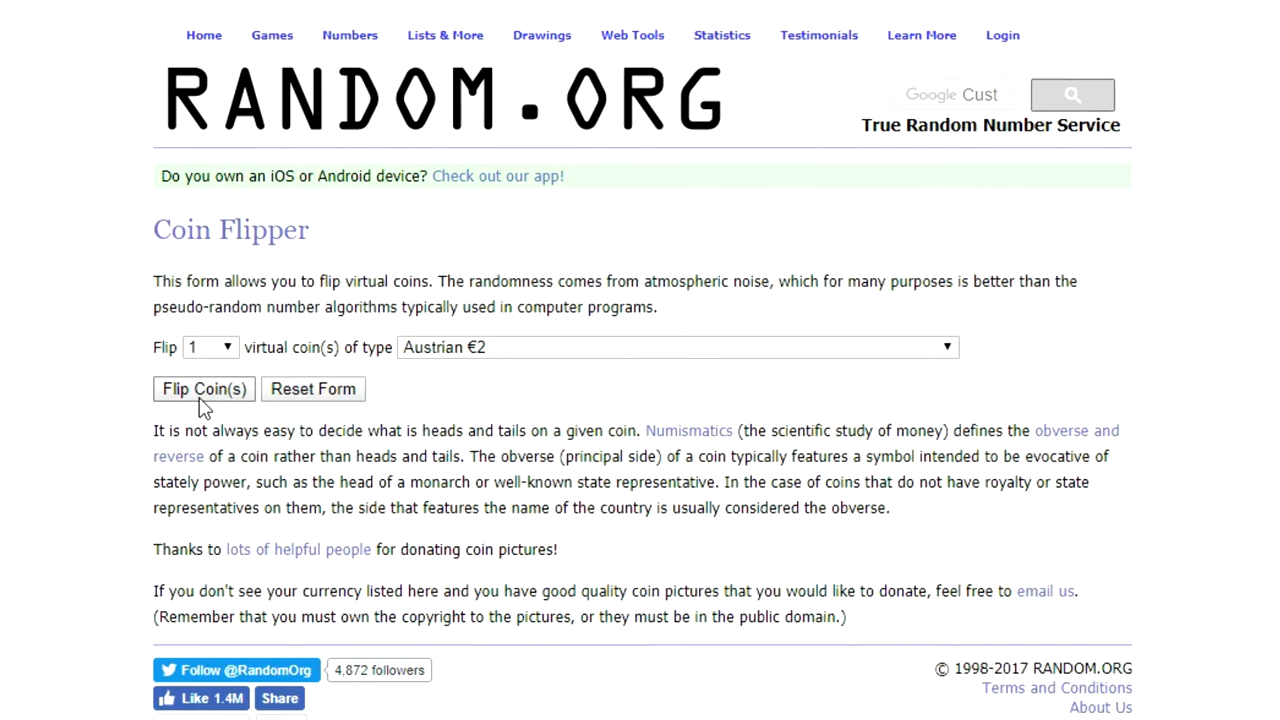 Home Games Numbers Lists & More Drawings Web Tools Statistics Testimonials Learn More Login
RANDOM.ORG
Google Cust
True Random Number Service
Do you own an iOS or Android device? Check out our app!
Coin Flipper
This form allows you to flip virtual coins. The randomness comes from atmospheric noise, which for many purposes is better than the
pseudo-random number algorithms typically used in computer programs.
Flip 1 virtual coin(s) of type Austrian €2
Flip Coin(s) Reset Form
It is not always easy to decide what is heads and tails on a given coin. Numismatics (the scientific study of money) defines the obverse and
reverse of a coin rather than heads and tails. The obverse (principal side) of a coin typically features a symbol intended to be evocative of
stately power, such as the head of a monarch or well-known state representative. In the case of coins that do not have royalty or state
representatives on them, the side that features the name of the country is usually considered the obverse.
Thanks to lots of helpful people for donating coin pictures!
If you don't see your currency listed here and you have good quality coin pictures that you would like to donate, feel free to email us.
(Remember that you must own the copyright to the pictures, or they must be in the public domain.)
Follow @RandomOrg 4,872 followers
© 1998-2017 RANDOM.ORG
Terms and Conditions
Like 1.4M Share
About Us